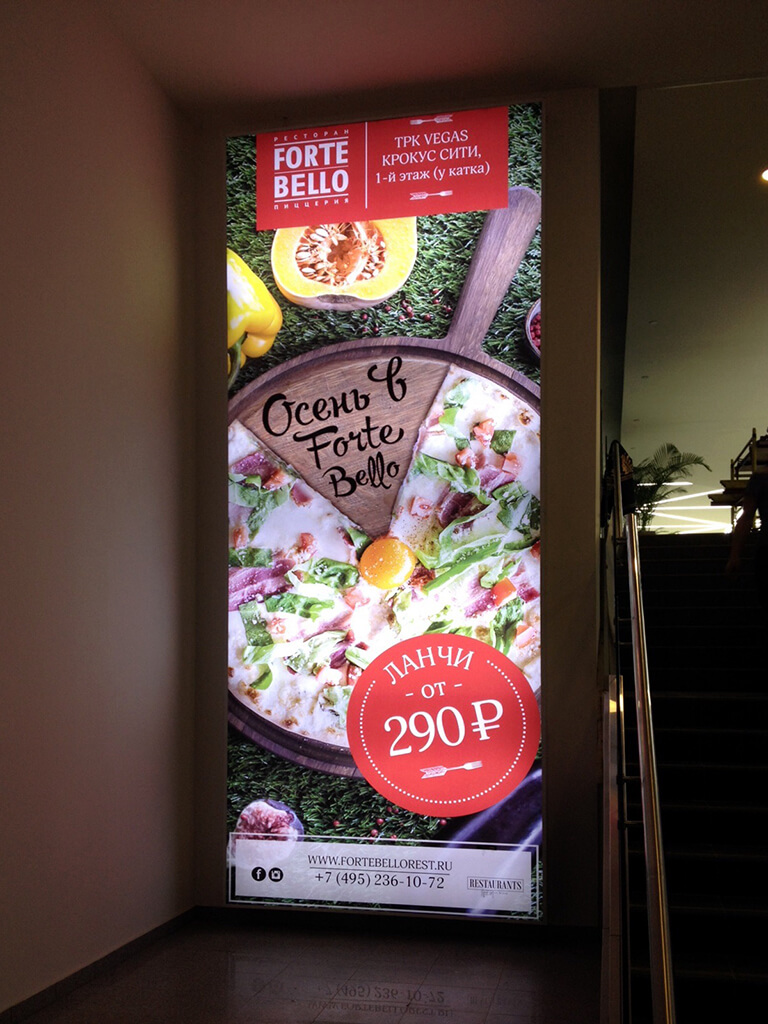 РЕСТОРАН
FORTE
BELLO
ПИЦЦЕРИЯ
ТРК VEGAS
КРОКУС СИТИ,
1-й этаж (у катка)
Осень в
Forte
Bello
ЛАНЧИ
- от -
290 ₽
WWW.FORTEBELLOREST.RU
+7 (495) 236-10-72
RESTAURANTS